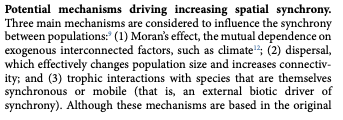 Potential mechanisms driving increasing spatial synchrony.
Three main mechanisms are considered to influence the synchrony
between populations:⁹ (1) Moran's effect, the mutual dependence on
exogenous interconnected factors, such as climate¹²; (2) dispersal,
which effectively changes population size and increases connectiv-
ity; and (3) trophic interactions with species that are themselves
synchronous or mobile (that is, an external biotic driver of
synchrony). Although these mechanisms are based in the original